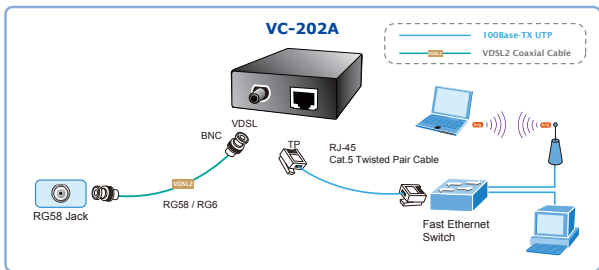 VC-202A
100Base-TX UTP
VDSL2
VDSL2 Coaxial Cable
VDSL
BNC
TP
RJ-45
Cat.5 Twisted Pair Cable
VDSL2
RG58 / RG6
RG58 Jack
Fast Ethernet
Switch